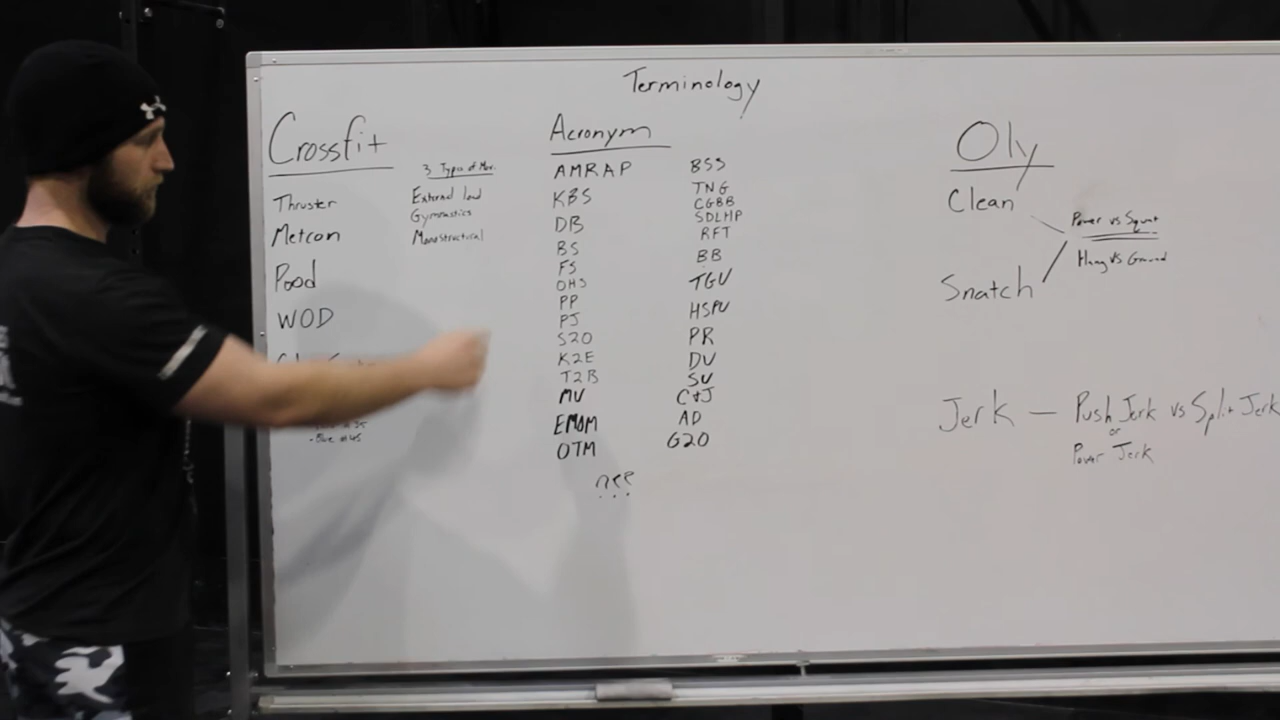 Terminology
Crossfit
Thruster
Metcon
Pood
WOD
- Blue # 45
3 Types of Mov.
External load
Gymnastics
Monostructural
Acronym
AMRAP
KBS
DB
BS
FS
OHS
PP
PJ
S2O
K2E
T2B
MU
EMOM
OTM
???
BSS
TNG
CGBB
SDLHP
RFT
BB
TGU
HSPU
PR
DU
SU
C+J
AD
G2O
Oly
Clean
Snatch
Power vs Squat
Hang vs Ground
Jerk — Push Jerk vs Split Jerk
or
Power Jerk